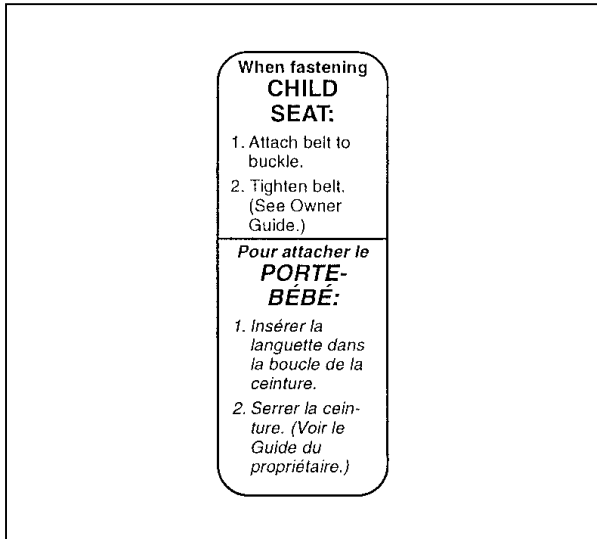 When fastening
CHILD
SEAT:
1. Attach belt to
buckle.
2. Tighten belt.
(See Owner
Guide.)
Pour attacher le
PORTE-
BÉBÉ:
1. Insérer la
languette dans
la boucle de la
ceinture.
2. Serrer la cein-
ture. (Voir le
Guide du
propriétaire.)